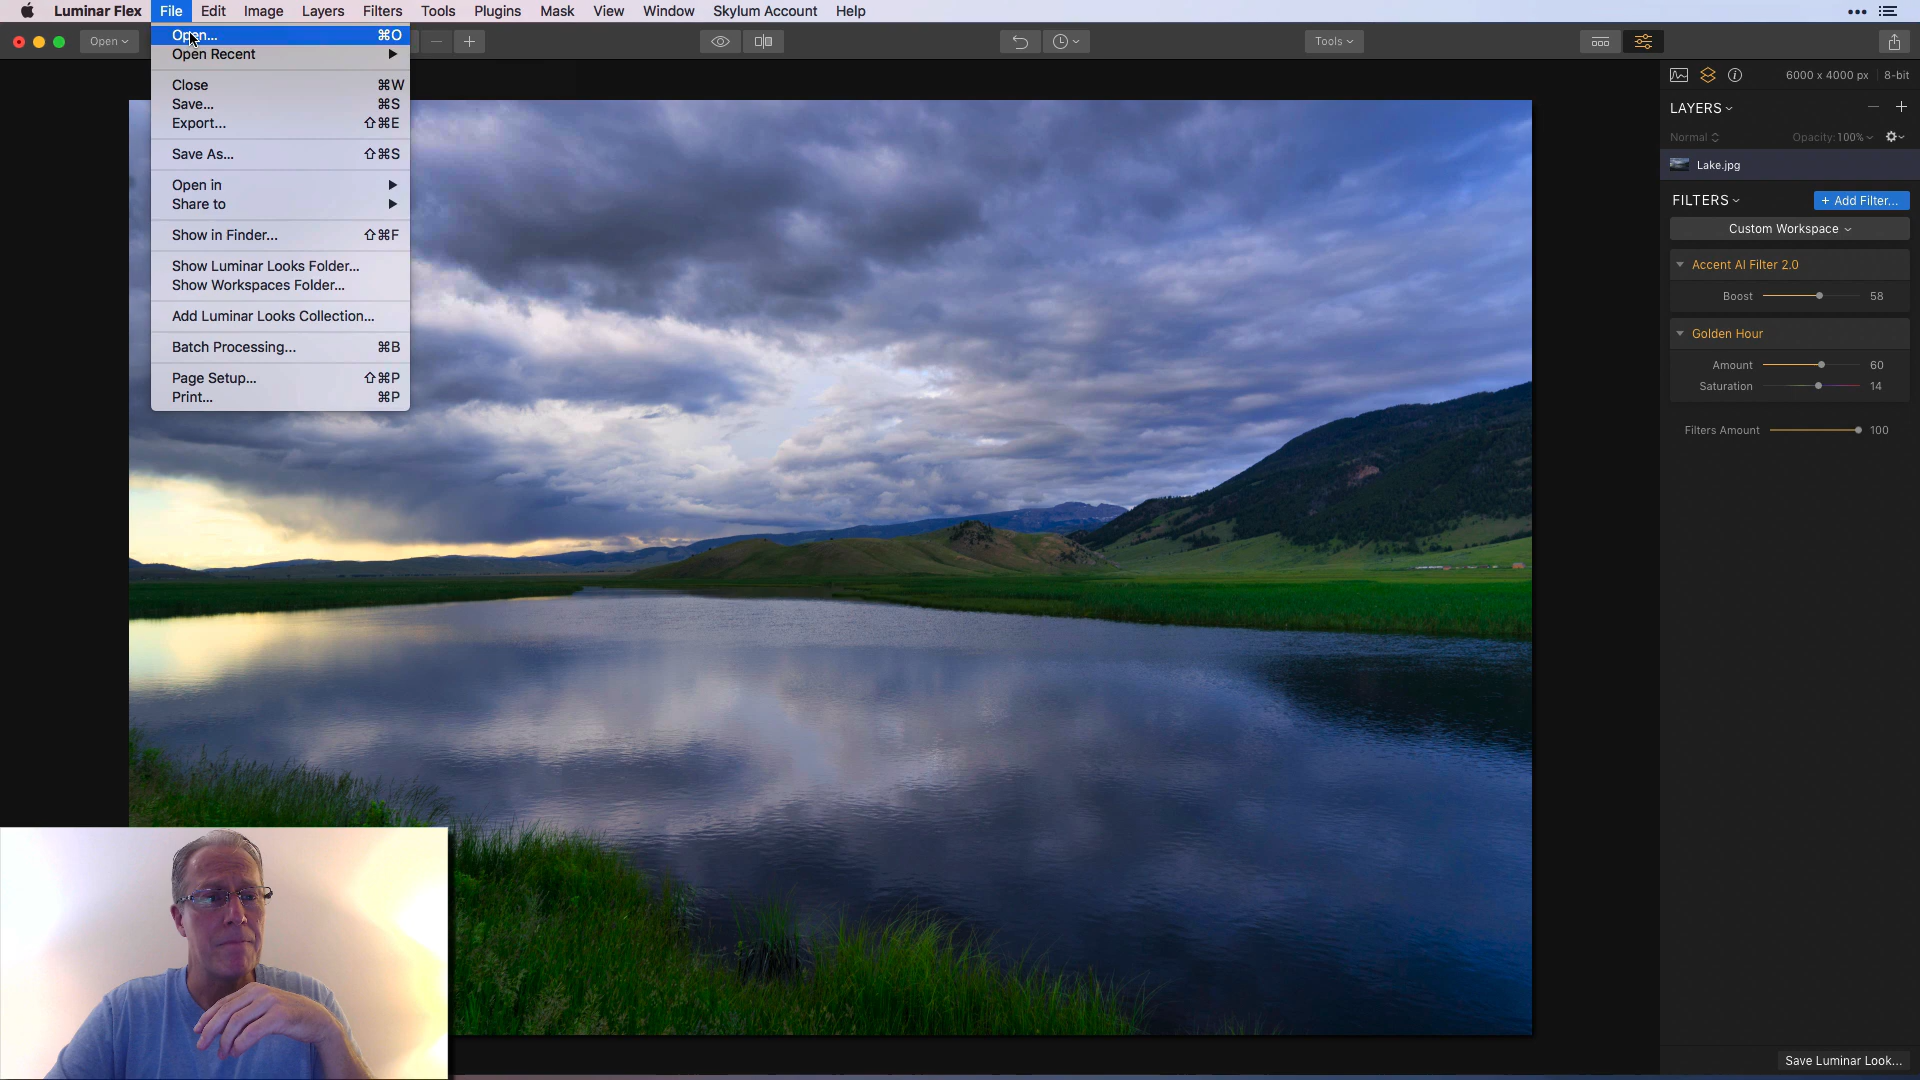 Luminar Flex File Edit Image Layers Filters Tools Plugins Mask View Window Skylum Account Help
Open
Tools
Open... ⌘O
Open Recent
Close ⌘W
Save... ⌘S
Export... ⇧⌘E
Save As... ⇧⌘S
Open in
Share to
Show in Finder... ⇧⌘F
Show Luminar Looks Folder...
Show Workspaces Folder...
Add Luminar Looks Collection...
Batch Processing... ⌘B
Page Setup... ⇧⌘P
Print... ⌘P
6000 x 4000 px 8-bit
LAYERS
Normal Opacity: 100%
Lake.jpg
FILTERS + Add Filter...
Custom Workspace
Accent AI Filter 2.0
Boost 58
Golden Hour
Amount 60
Saturation 14
Filters Amount 100
Save Luminar Look...